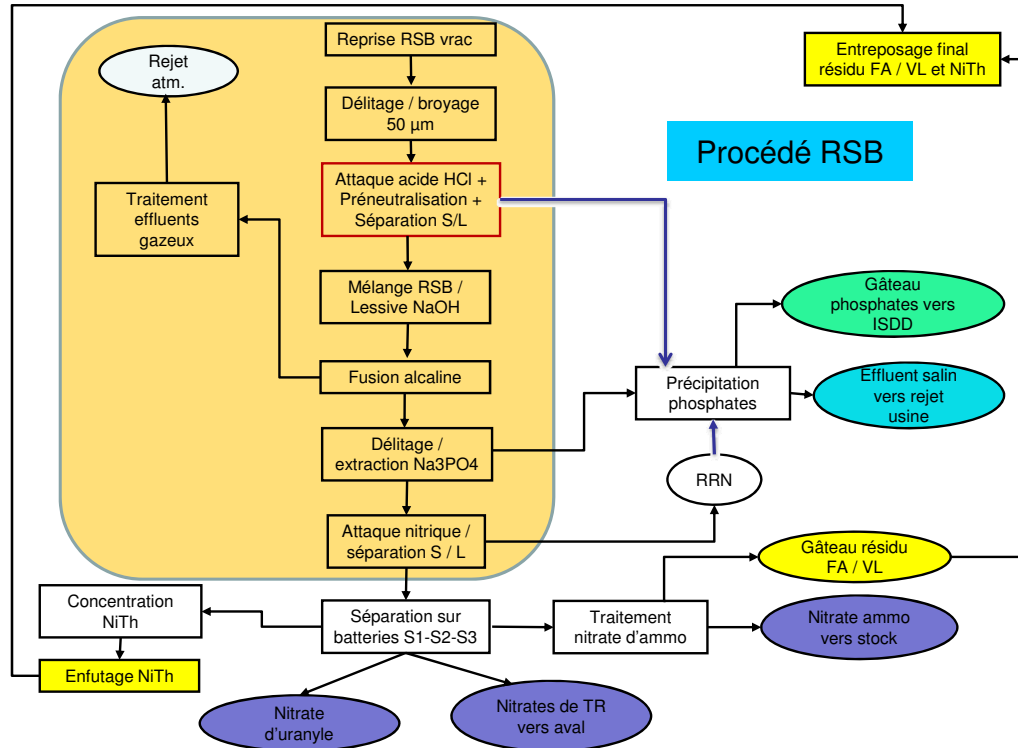 Reprise RSB vrac
Entreposage final
résidu FA / VL et NiTh
Rejet
atm.
Délitage / broyage
50 µm
Procédé RSB
Attaque acide HCl +
Préneutralisation +
Séparation S/L
Traitement
effluents
gazeux
Mélange RSB /
Lessive NaOH
Gâteau
phosphates vers
ISDD
Fusion alcaline
Précipitation
phosphates
Effluent salin
vers rejet
usine
Délitage /
extraction Na3PO4
RRN
Attaque nitrique /
séparation S / L
Gâteau résidu
FA / VL
Concentration
NiTh
Séparation sur
batteries S1-S2-S3
Traitement
nitrate d'ammo
Nitrate ammo
vers stock
Enfutage NiTh
Nitrate
d'uranyle
Nitrates de TR
vers aval